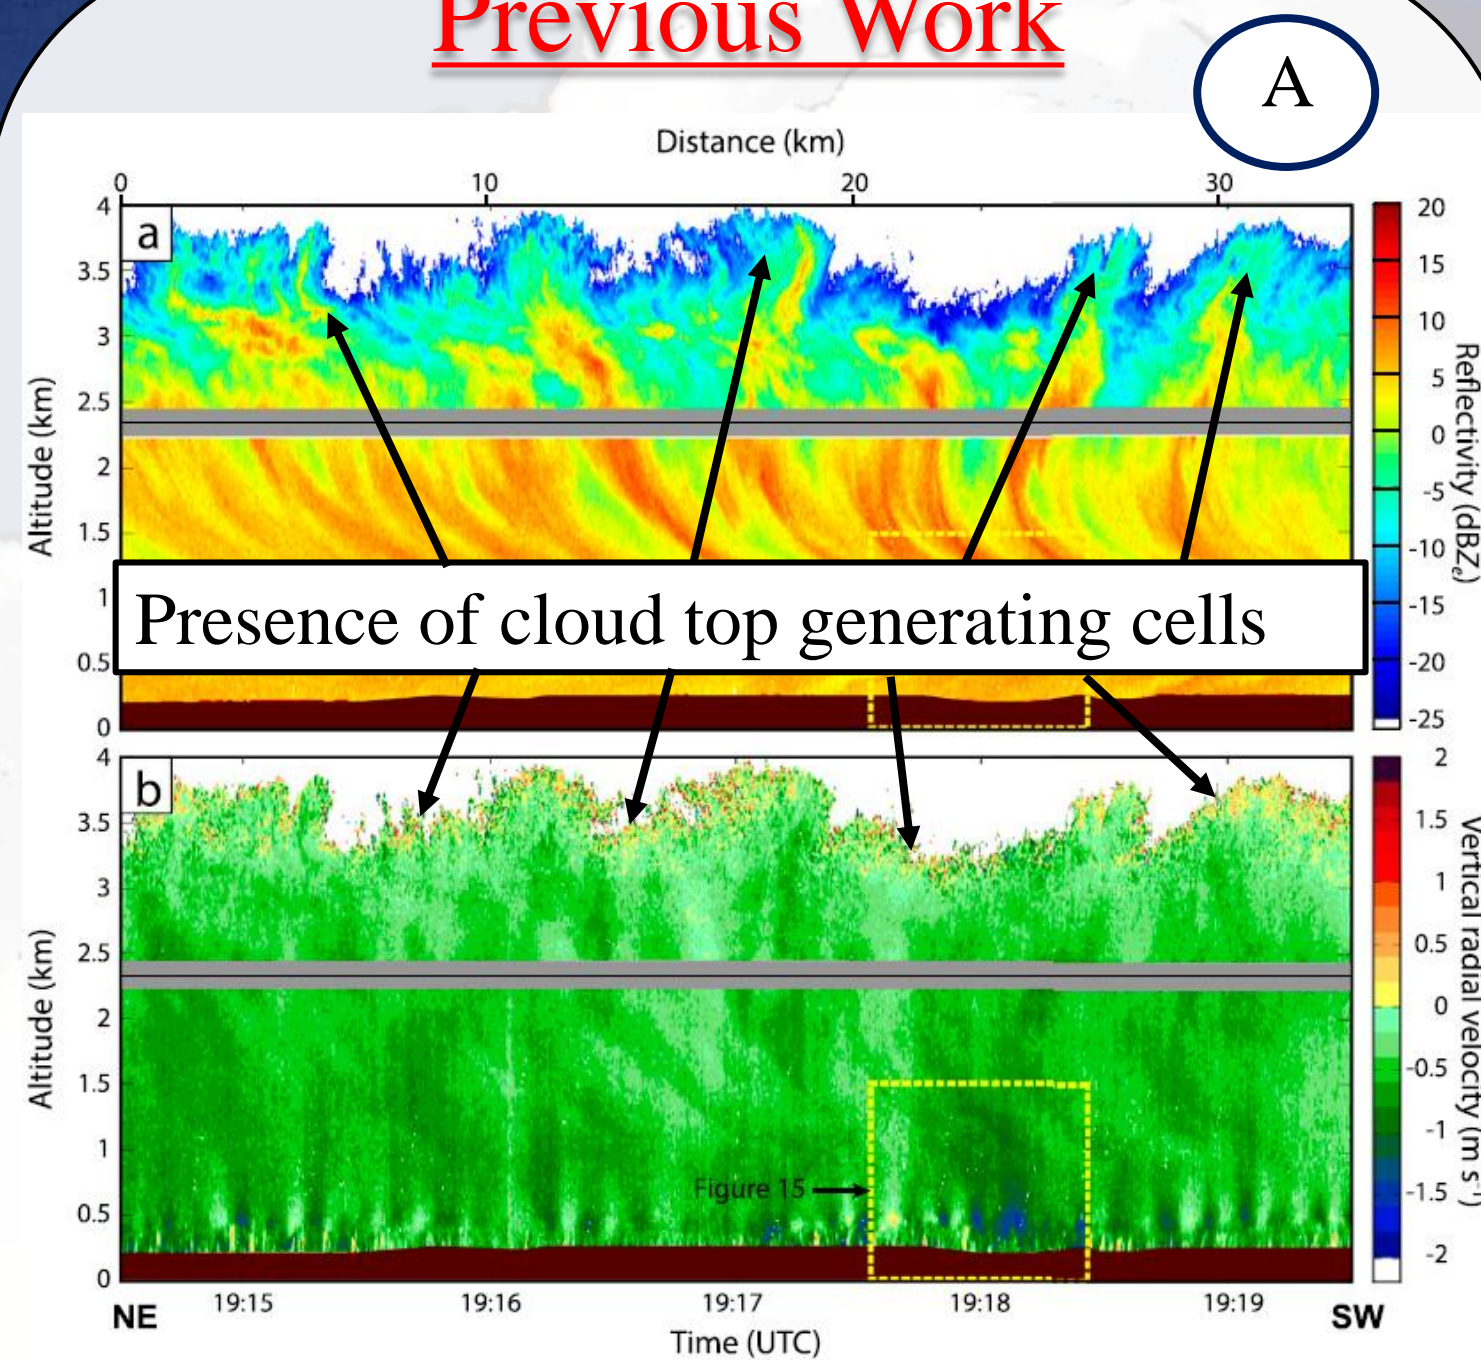 Previous Work
A
Distance (km)
0 10 20 30
a
4
3.5
3
2.5
2
1.5
1
0.5
0
Altitude (km)
20
15
10
5
0
-5
-10
-15
-20
-25
Reflectivity (dBZe)
Presence of cloud top generating cells
b
4
3.5
3
2.5
2
1.5
1
0.5
0
Altitude (km)
2
1.5
1
0.5
0
-0.5
-1
-1.5
-2
Vertical radial velocity (m s⁻¹)
Figure 15
19:15 19:16 19:17 19:18 19:19
NE SW
Time (UTC)